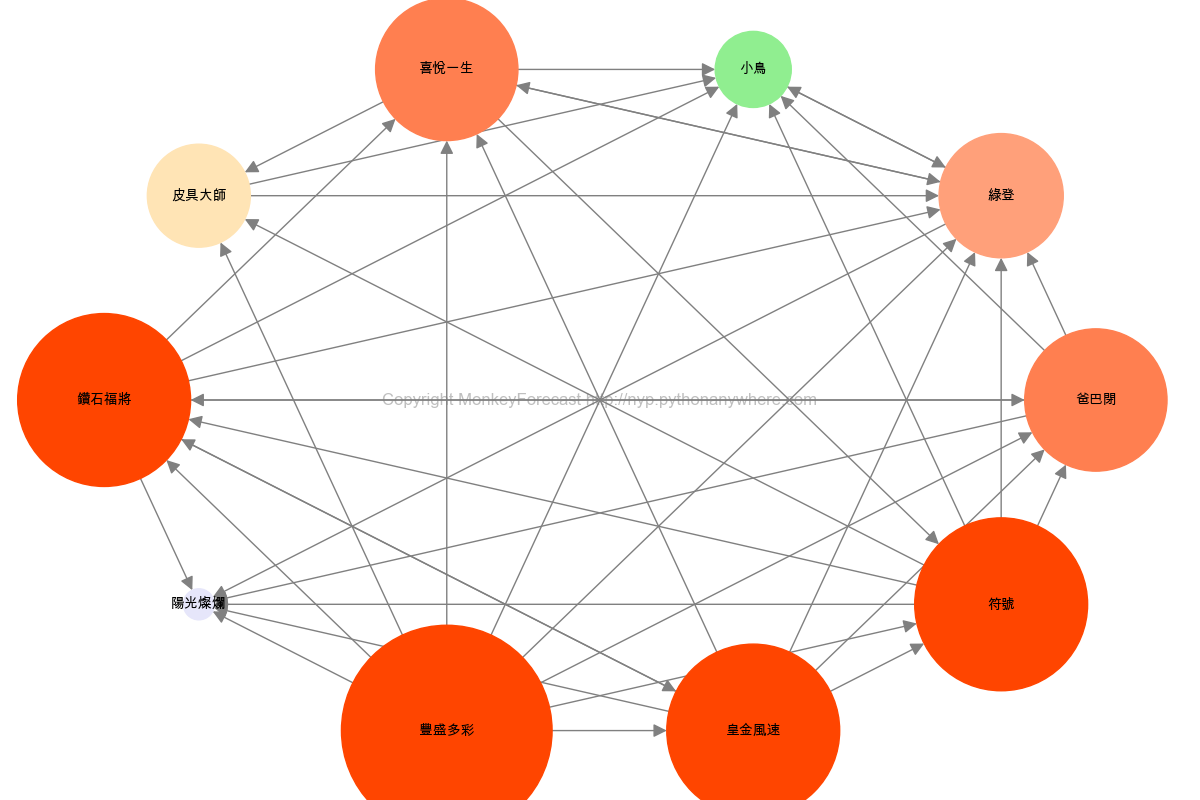 喜悅一生
小鳥
皮具大師
綠登
鑽石福將
Copyright MonkeyForecast http://nyp.pythonanywhere.com
爸巴閉
陽光燦爛
符號
豐盛多彩
皇金風速